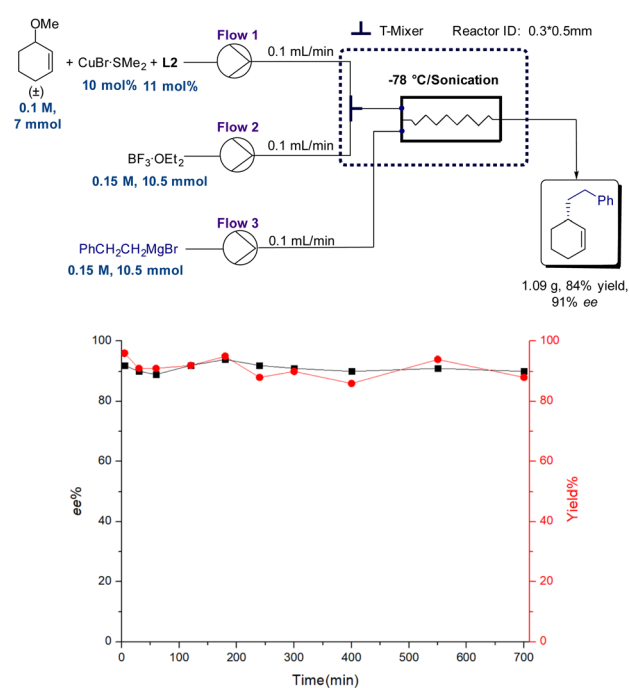 OMe
(±)
0.1 M,
7 mmol
+ CuBr·SMe2 + L2
10 mol% 11 mol%
Flow 1
0.1 mL/min
T-Mixer Reactor ID: 0.3*0.5mm
-78 °C/Sonication
Flow 2
0.1 mL/min
BF3·OEt2
0.15 M, 10.5 mmol
Flow 3
0.1 mL/min
PhCH2CH2MgBr
0.15 M, 10.5 mmol
Ph
1.09 g, 84% yield,
91% ee
100
80
60
40
20
0
ee%
0 100 200 300 400 500 600 700
Time(min)
100
80
60
40
20
0
Yield%